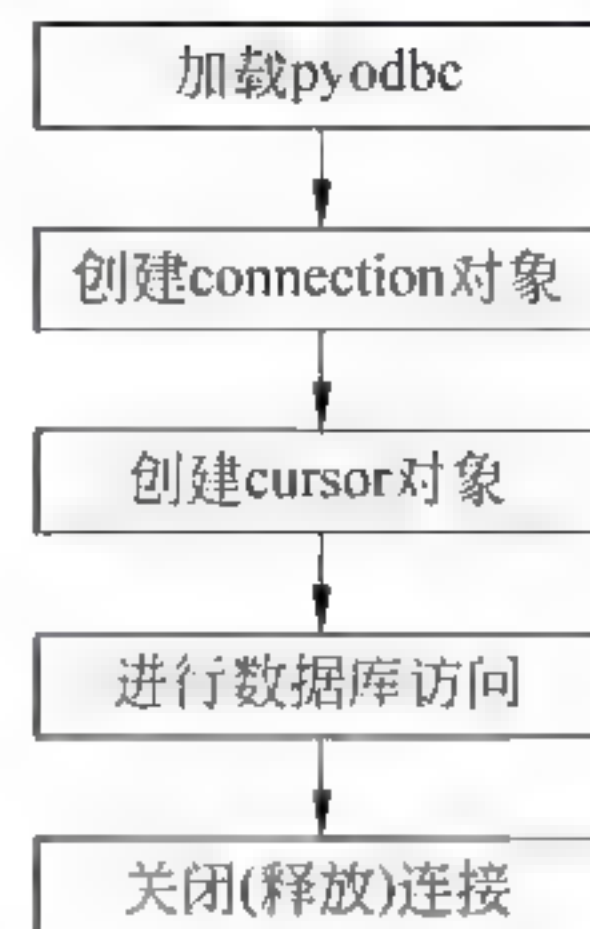 加载pyodbc
创建connection对象
创建cursor对象
进行数据库访问
关闭(释放)连接